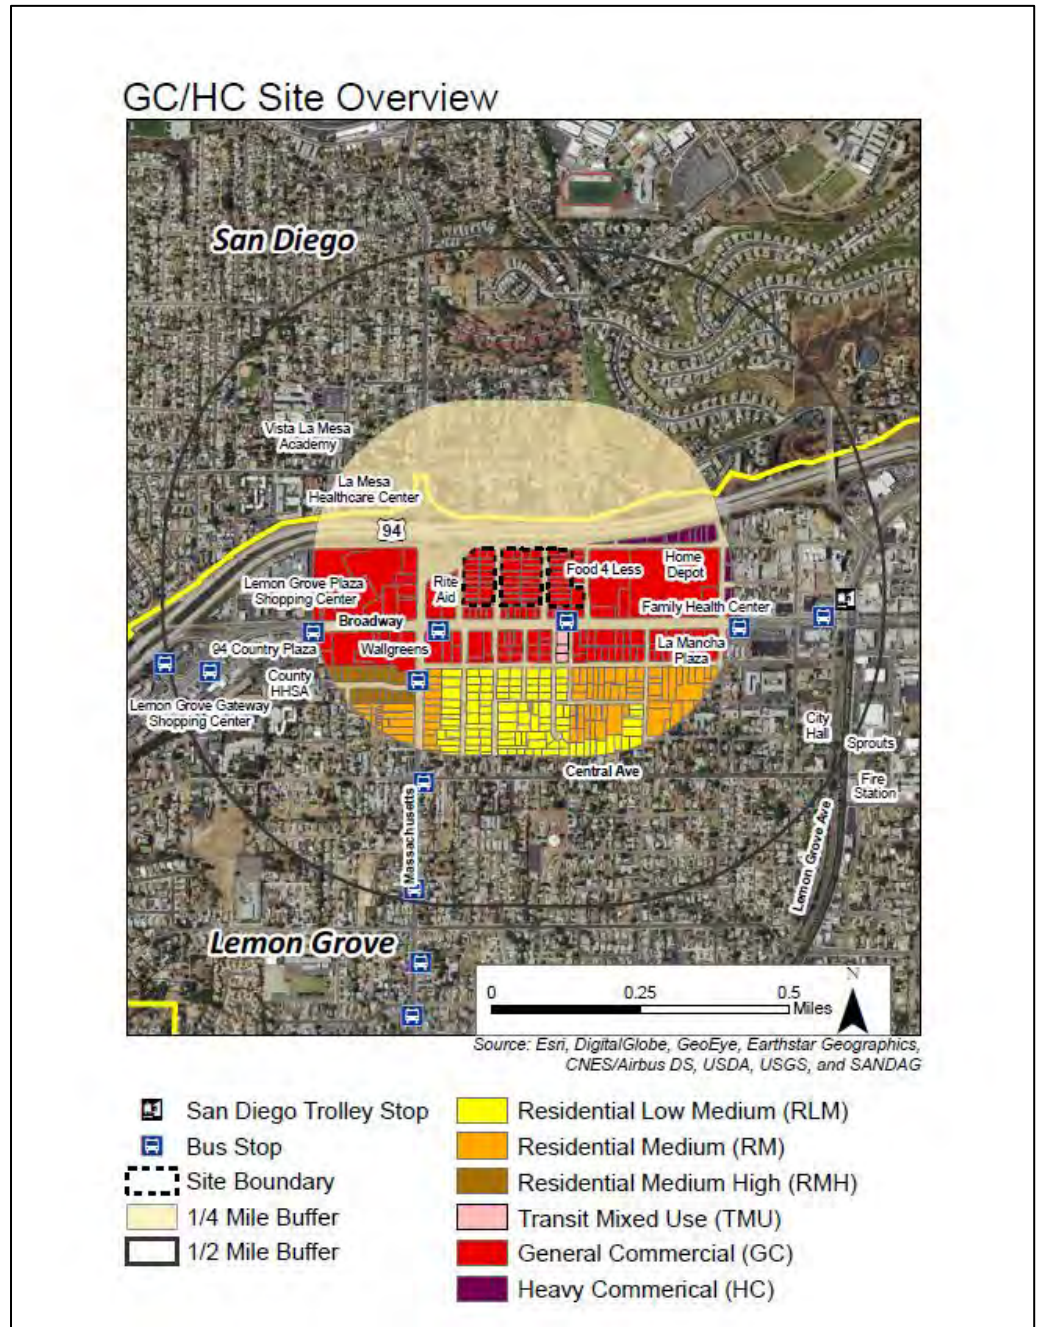 GC/HC Site Overview
San Diego
Vista La Mesa
Academy
La Mesa
Healthcare Center
94
Lemon Grove Plaza
Shopping Center
Rite
Aid
Food 4 Less
Home
Depot
Family Health Center
Broadway
94 Country Plaza
Wallgreens
La Mancha
Plaza
County
HHSA
Lemon Grove Gateway
Shopping Center
City
Hall
Sprouts
Central Ave
Fire
Station
Massachusetts
Lemon Grove Ave
Lemon Grove
N
0 0.25 0.5
Miles
Source: Esri, DigitalGlobe, GeoEye, Earthstar Geographics,
CNES/Airbus DS, USDA, USGS, and SANDAG
San Diego Trolley Stop
Bus Stop
Site Boundary
1/4 Mile Buffer
1/2 Mile Buffer
Residential Low Medium (RLM)
Residential Medium (RM)
Residential Medium High (RMH)
Transit Mixed Use (TMU)
General Commercial (GC)
Heavy Commerical (HC)